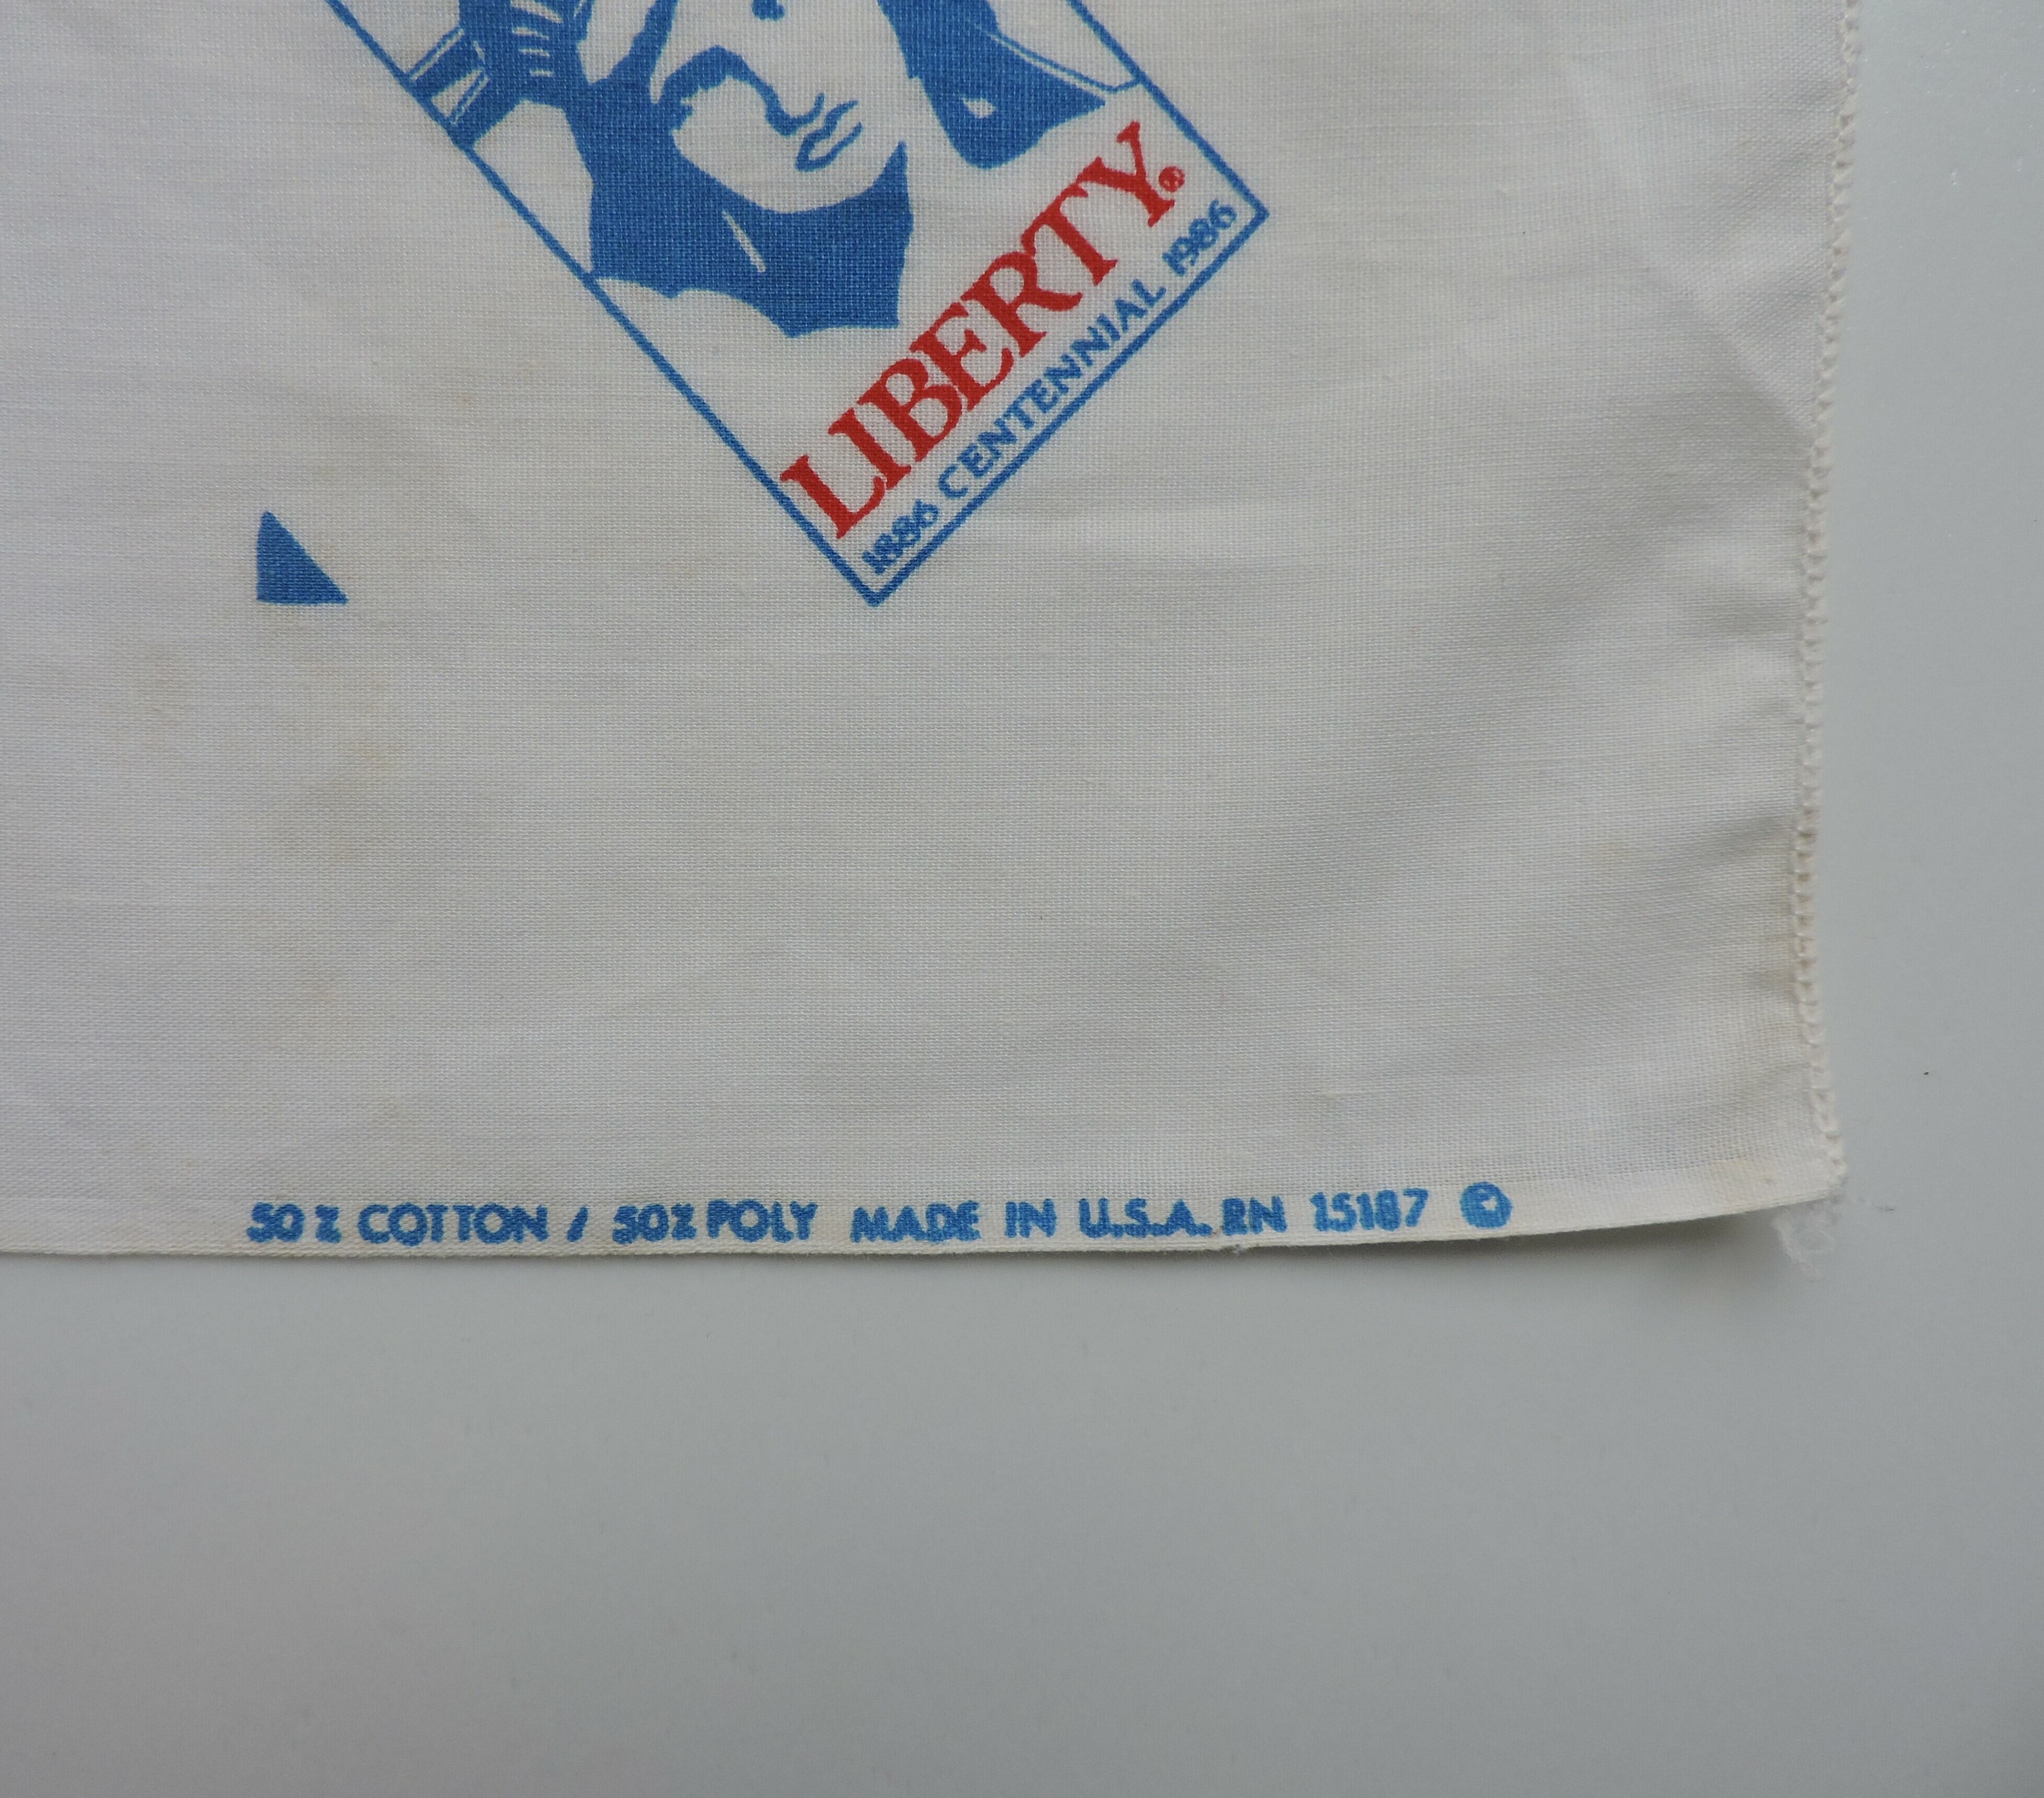 LIBERTY®
1886 CENTENNIAL 1986
50% COTTON / 50% POLY MADE IN U.S.A. RN 15187 ©